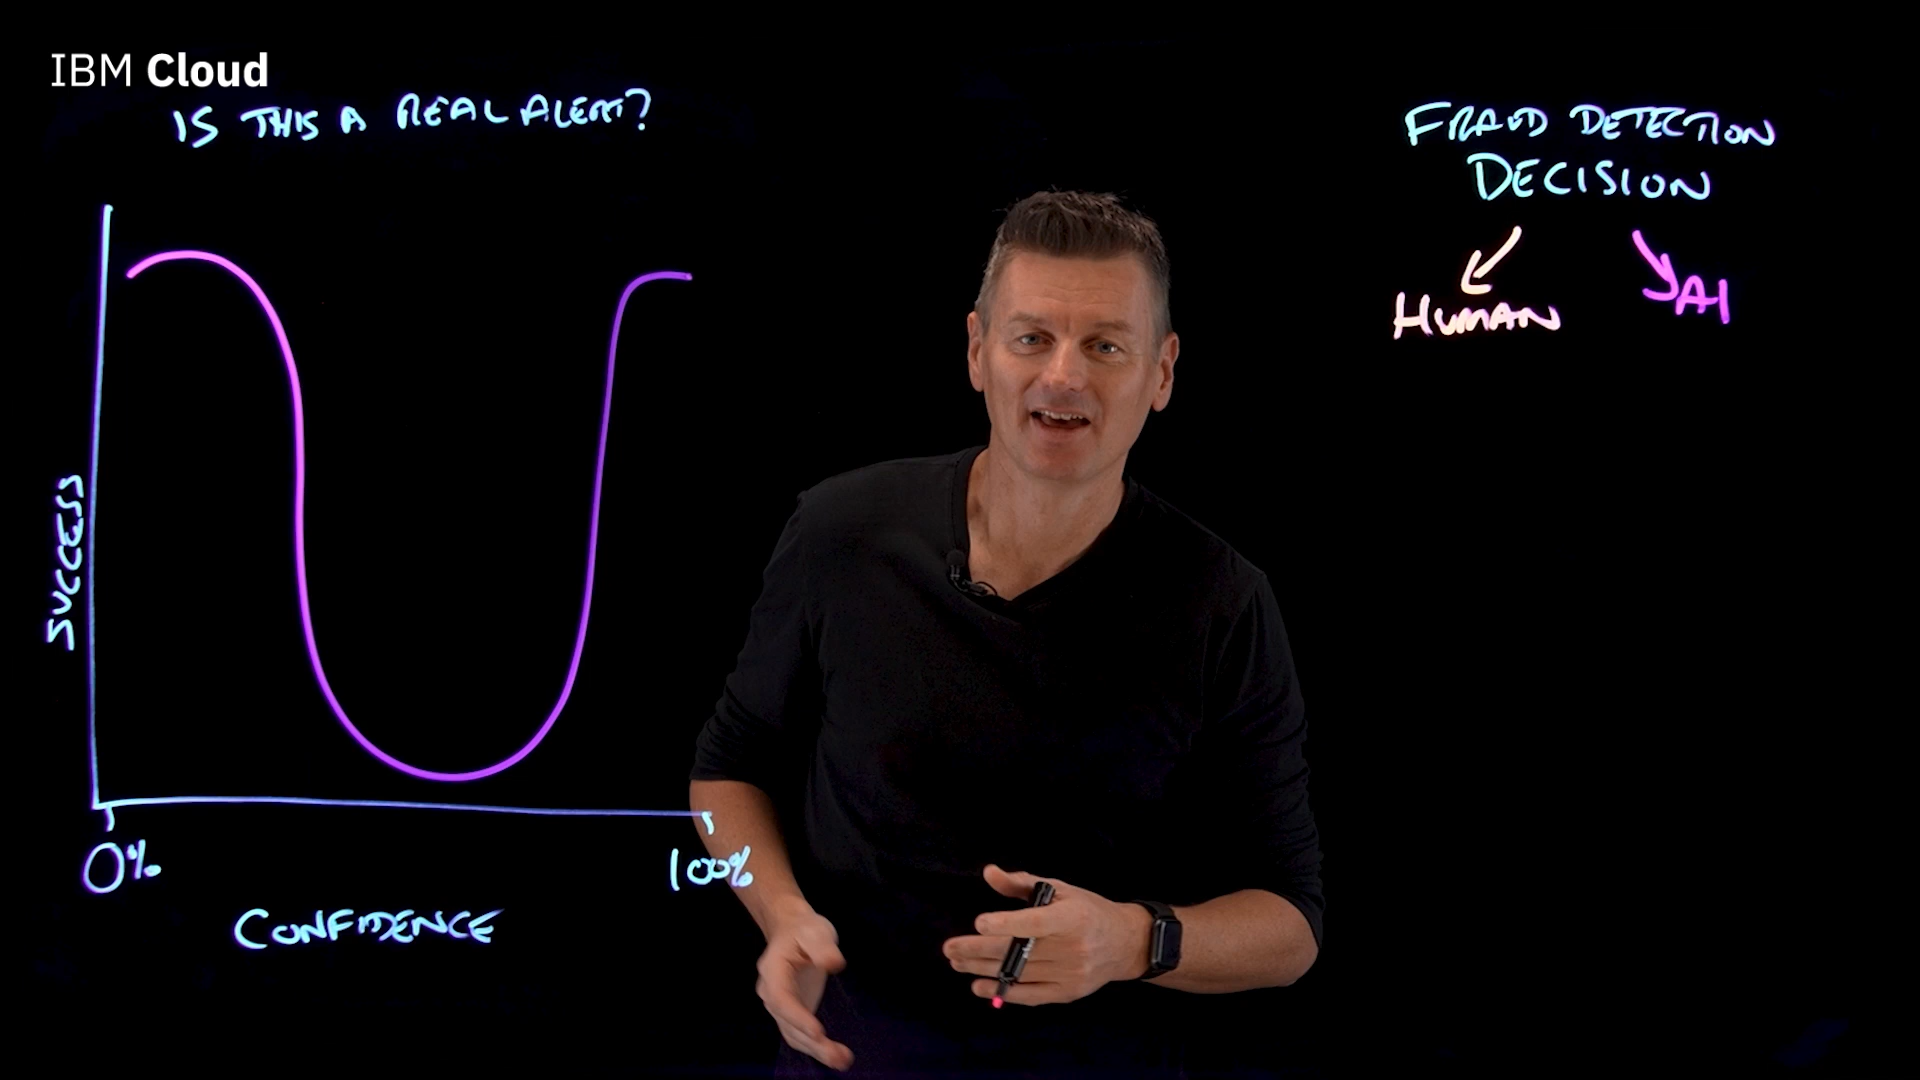 IBM Cloud
IS THIS A REAL ALERT?
SUCCESS
0%
100%
CONFIDENCE
FRAUD DETECTION
DECISION
HUMAN
AI